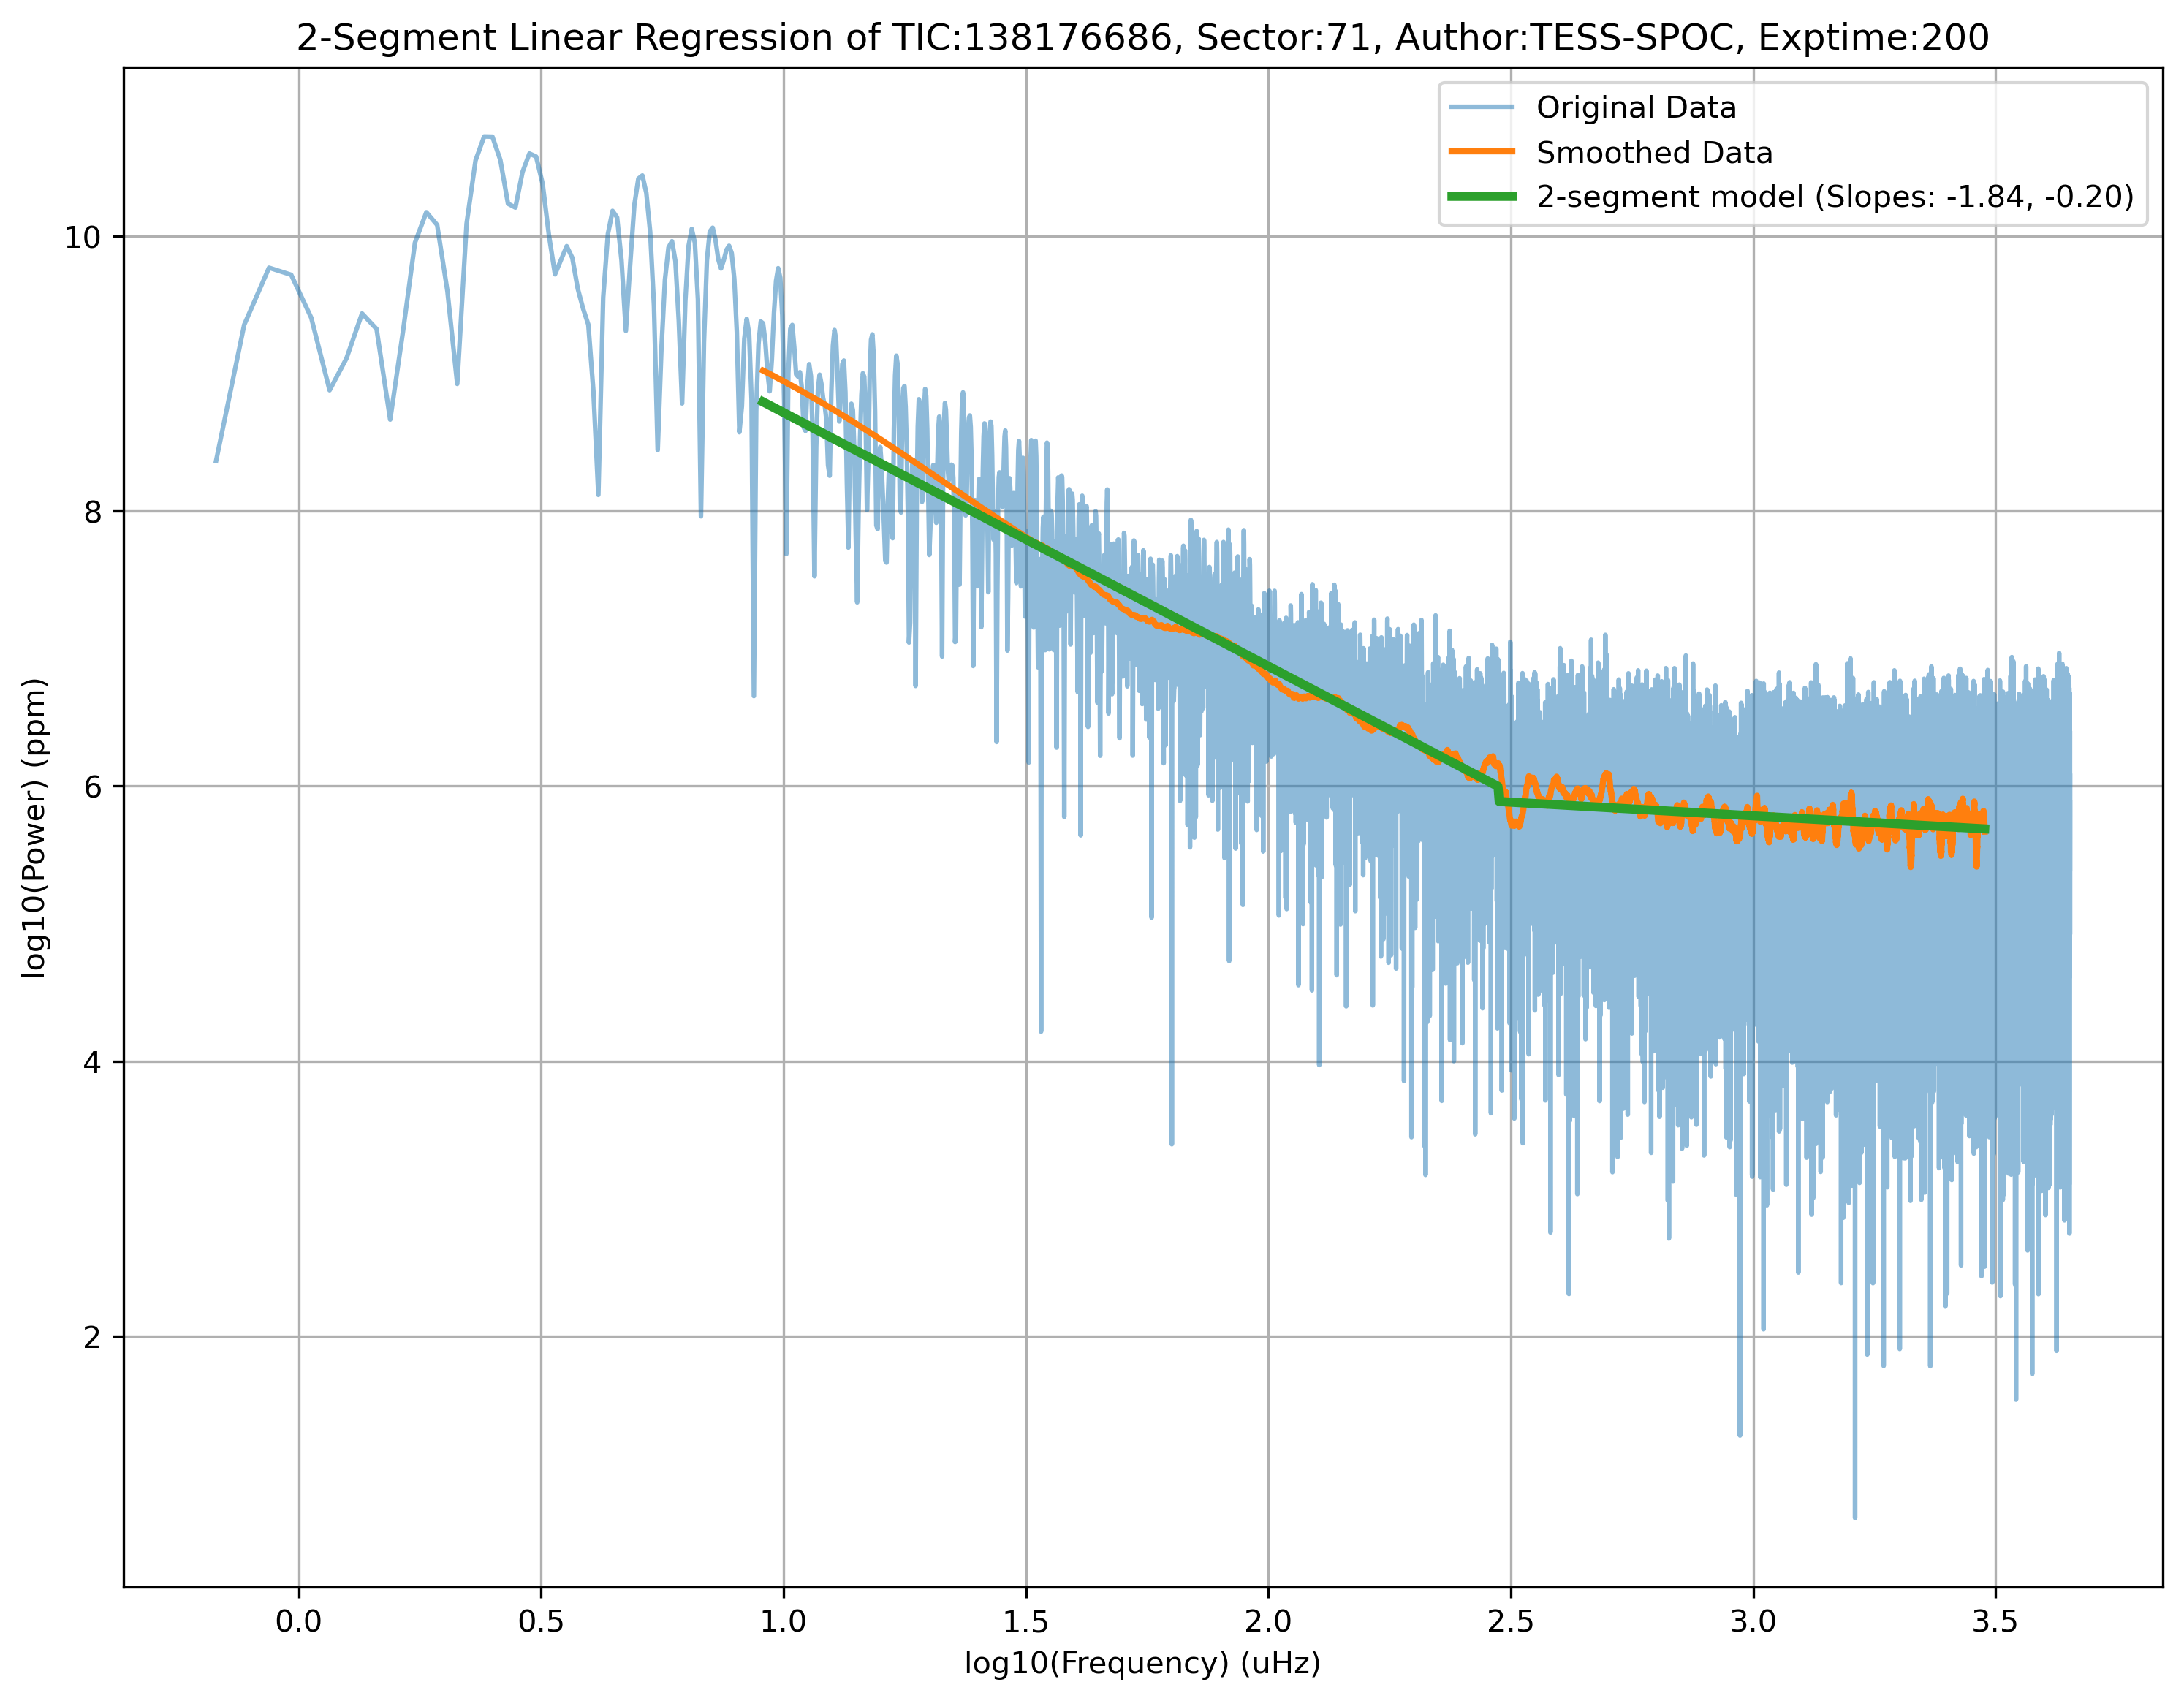 2-Segment Linear Regression of TIC:138176686, Sector:71, Author:TESS-SPOC, Exptime:200
Original Data
Smoothed Data
2-segment model (Slopes: -1.84, -0.20)
log10(Power) (ppm)
10
8
6
4
2
0.0 0.5 1.0 1.5 2.0 2.5 3.0 3.5
log10(Frequency) (uHz)